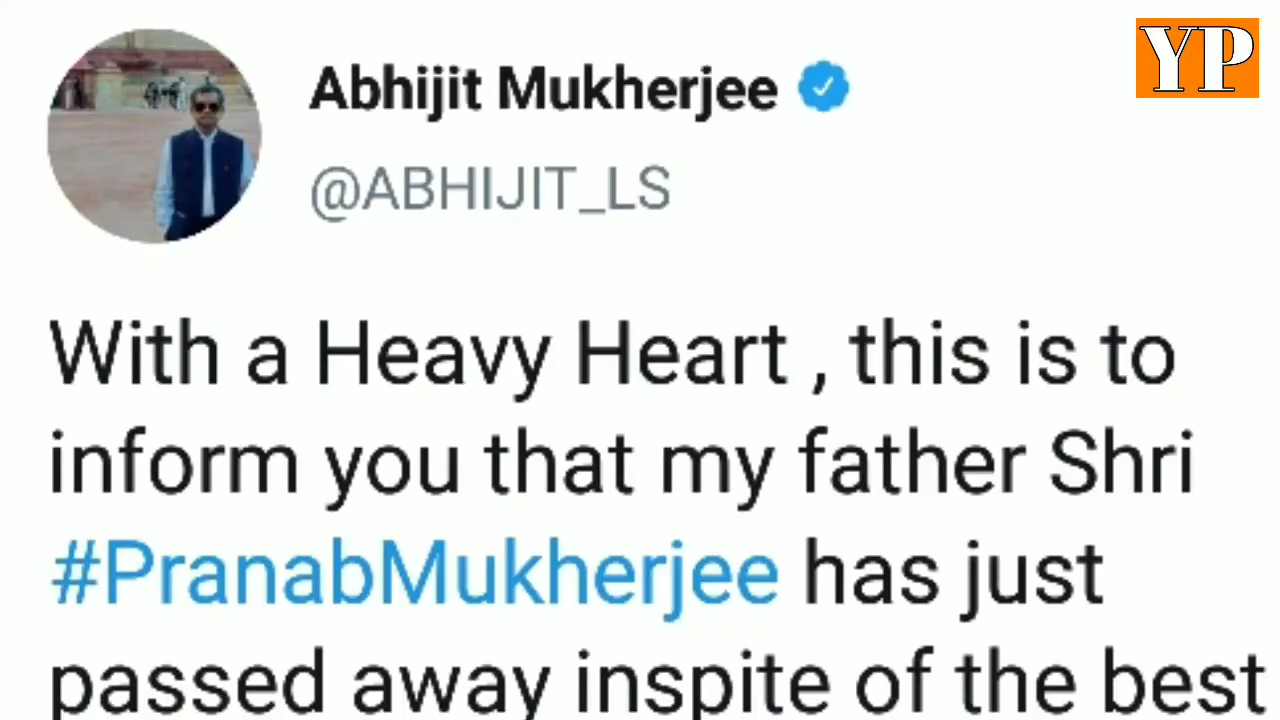 YP
Abhijit Mukherjee
@ABHIJIT_LS
With a Heavy Heart , this is to
inform you that my father Shri
#PranabMukherjee has just
passed away inspite of the best